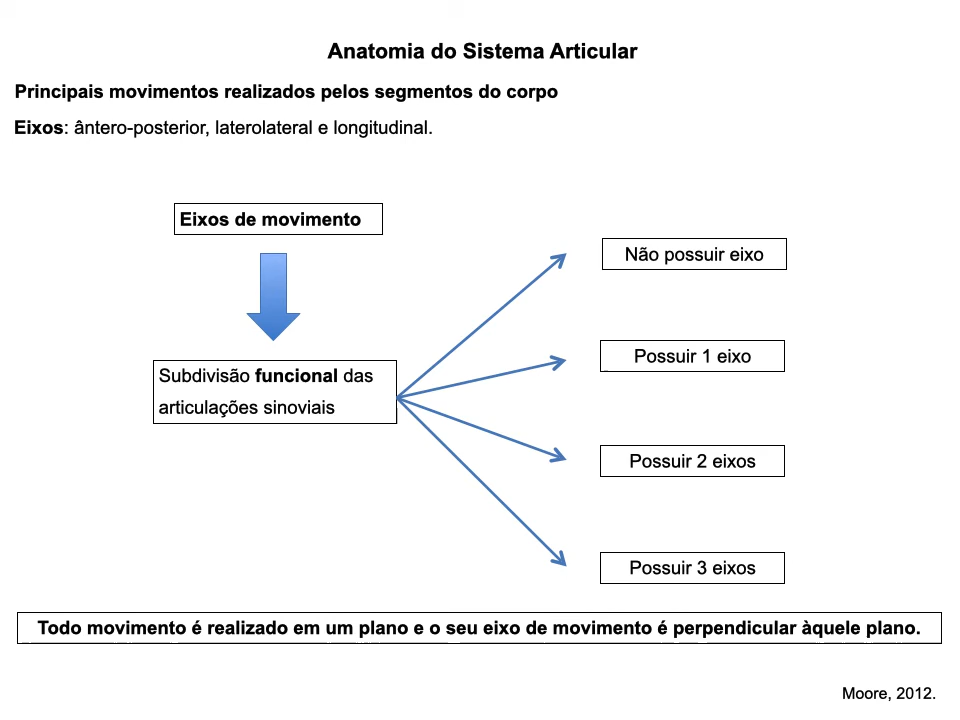 Anatomia do Sistema Articular
Principais movimentos realizados pelos segmentos do corpo
Eixos: ântero-posterior, laterolateral e longitudinal.
Eixos de movimento
Subdivisão funcional das
articulações sinoviais
Não possuir eixo
Possuir 1 eixo
Possuir 2 eixos
Possuir 3 eixos
Todo movimento é realizado em um plano e o seu eixo de movimento é perpendicular àquele plano.
Moore, 2012.